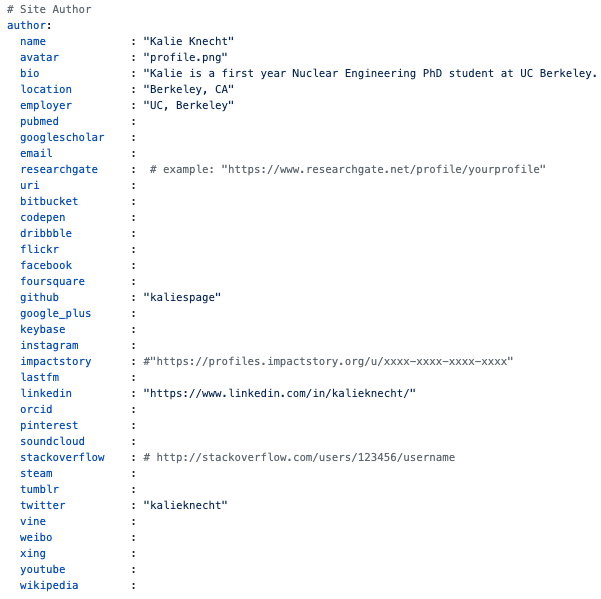 # Site Author
author:
  name             : "Kalie Knecht"
  avatar           : "profile.png"
  bio              : "Kalie is a first year Nuclear Engineering PhD student at UC Berkeley.
  location         : "Berkeley, CA"
  employer         : "UC, Berkeley"
  pubmed           :
  googlescholar    :
  email            :
  researchgate     :  # example: "https://www.researchgate.net/profile/yourprofile"
  uri              :
  bitbucket        :
  codepen          :
  dribbble         :
  flickr           :
  facebook         :
  foursquare       :
  github           : "kaliespage"
  google_plus      :
  keybase          :
  instagram        :
  impactstory      : #"https://profiles.impactstory.org/u/xxxx-xxxx-xxxx-xxxx"
  lastfm           :
  linkedin         : "https://www.linkedin.com/in/kalieknecht/"
  orcid            :
  pinterest        :
  soundcloud       :
  stackoverflow    : # http://stackoverflow.com/users/123456/username
  steam            :
  tumblr           :
  twitter          : "kalieknecht"
  vine             :
  weibo            :
  xing             :
  youtube          :
  wikipedia        :